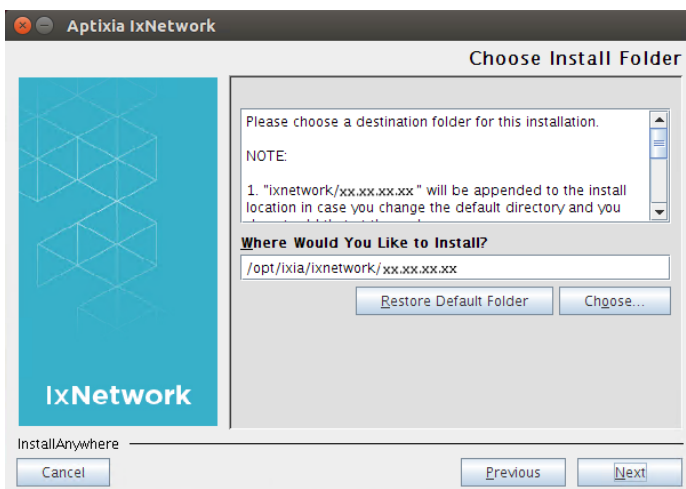 Aptixia IxNetwork
Choose Install Folder
Please choose a destination folder for this installation.
NOTE:
1. "ixnetwork/xx.xx.xx.xx" will be appended to the install
location in case you change the default directory and you
Where Would You Like to Install?
/opt/ixia/ixnetwork/xx.xx.xx.xx
Restore Default Folder
Choose...
IxNetwork
InstallAnywhere
Cancel
Previous
Next